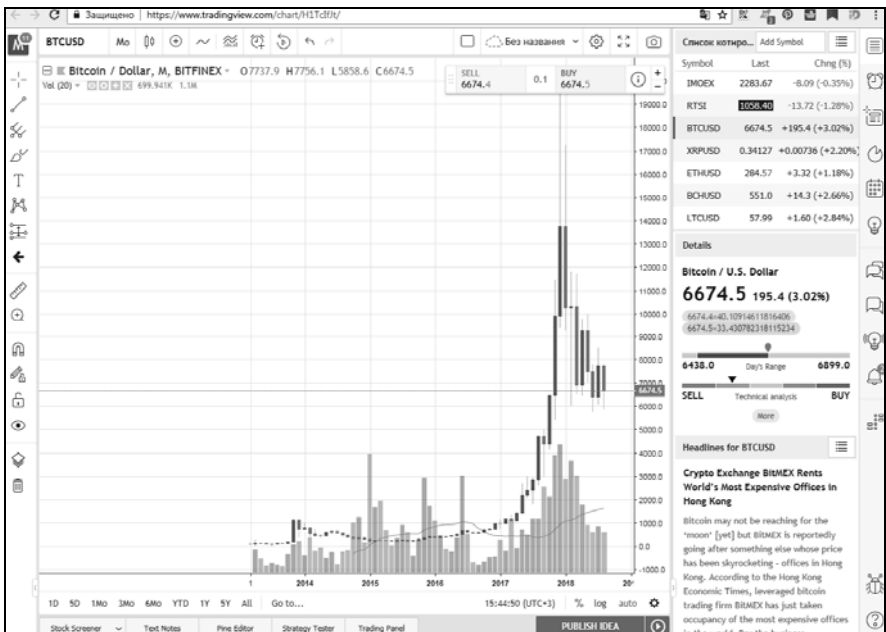 Защищено | https://www.tradingview.com/chart/H1TcIfJt/
BTCUSD Mo Без названия
Bitcoin / Dollar, M, BITFINEX O7737.9 H7756.1 L5858.6 C6674.5
Vol (20) 699.941K 1.1M
SELL 6674.4 0.1 BUY 6674.5
19000.0
18000.0
17000.0
16000.0
15000.0
14000.0
13000.0
12000.0
11000.0
10000.0
9000.0
8000.0
7000.0
6674.5
6000.0
5000.0
4000.0
3000.0
2000.0
1000.0
0.0
-1000.0
1 2014 2015 2016 2017 2018
1D 5D 1Mo 3Mo 6Mo YTD 1Y 5Y All Go to... 15:44:50 (UTC+3) % log auto
Stock Screener Text Notes Pine Editor Strategy Tester Trading Panel PUBLISH IDEA
Список котиро... Add Symbol
Symbol Last Chng (%)
IMOEX 2283.67 -8.09 (-0.35%)
RTSI 1058.40 -13.72 (-1.28%)
BTCUSD 6674.5 +195.4 (+3.02%)
XRPUSD 0.34127 +0.00736 (+2.20%)
ETHUSD 284.57 +3.32 (+1.18%)
BCHUSD 551.0 +14.3 (+2.66%)
LTCUSD 57.99 +1.60 (+2.84%)
Details
Bitcoin / U.S. Dollar
6674.5 195.4 (3.02%)
6674.4×40.10914611816406
6674.5×33.430782318115234
6438.0 Day's Range 6899.0
SELL Technical analysis BUY
More
Headlines for BTCUSD
Crypto Exchange BitMEX Rents
World's Most Expensive Offices in
Hong Kong
Bitcoin may not be reaching for the
'moon' [yet] but BitMEX is reportedly
going after something else whose price
has been skyrocketing - offices in Hong
Kong. According to the Hong Kong
Economic Times, leveraged bitcoin
trading firm BitMEX has just taken
occupancy of the most expensive offices